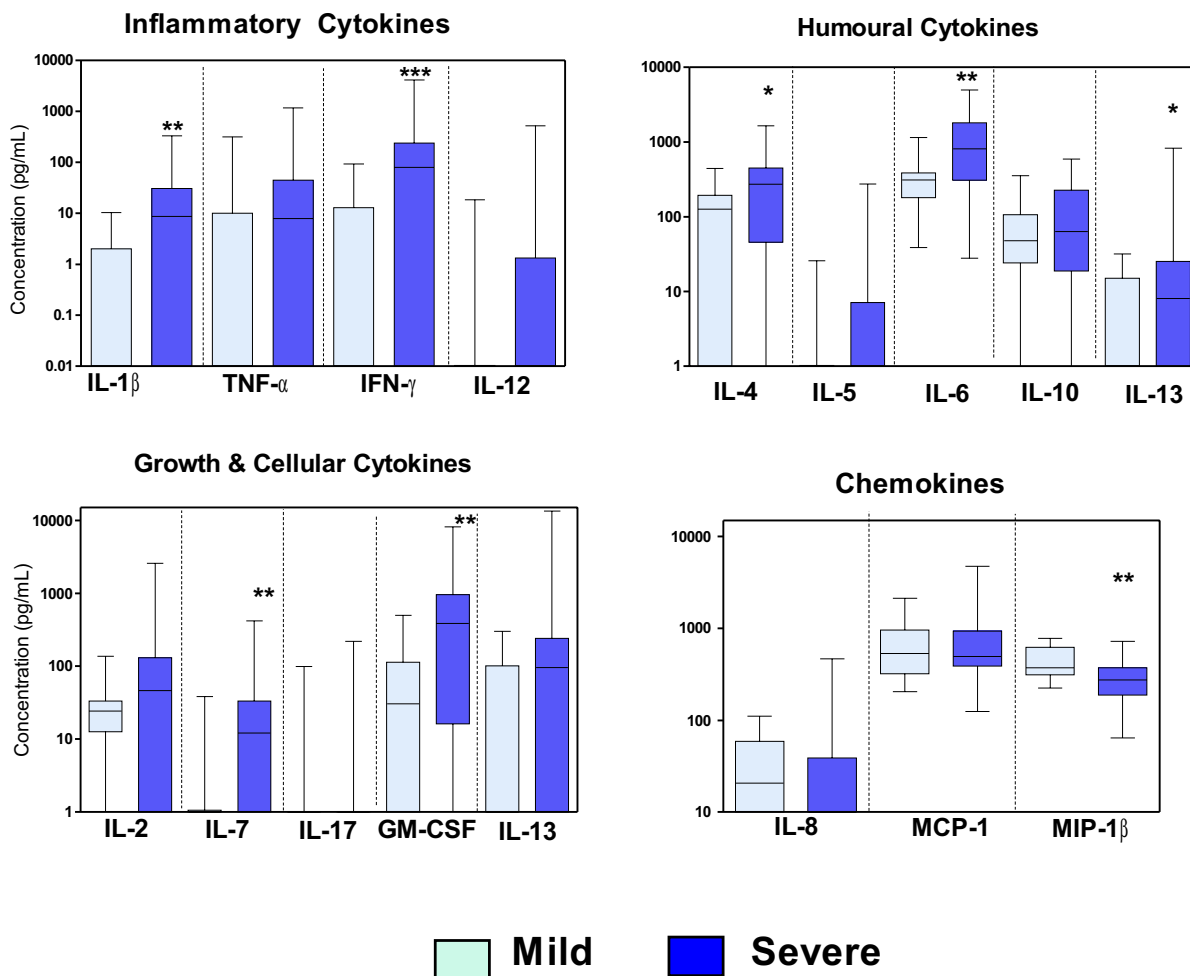 Inflammatory Cytokines
Concentration (pg/mL)
10000
1000
100
10
1
0.1
0.01
** ***
IL-1β TNF-α IFN-γ IL-12
Humoural Cytokines
10000
1000
100
10
1
* ** *
IL-4 IL-5 IL-6 IL-10 IL-13
Growth & Cellular Cytokines
Concentration (pg/mL)
10000
1000
100
10
1
** **
IL-2 IL-7 IL-17 GM-CSF IL-13
Chemokines
10000
1000
100
10
**
IL-8 MCP-1 MIP-1β
Mild Severe